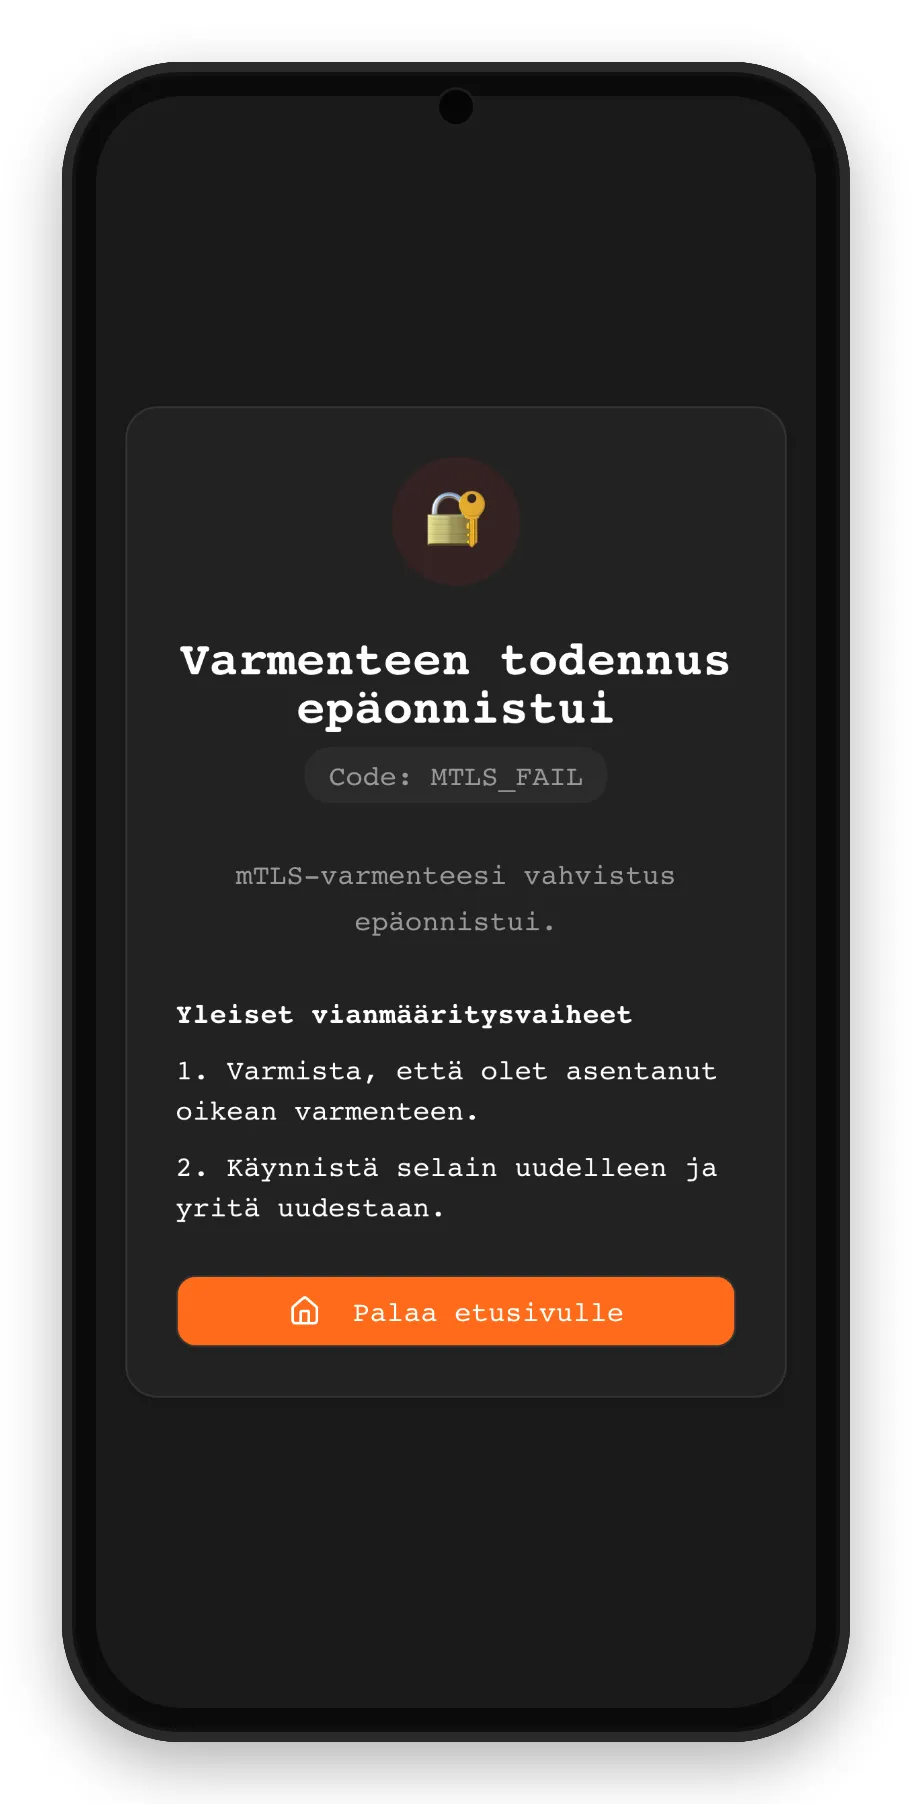 Varmenteen todennus
epäonnistui
Code: MTLS_FAIL
mTLS-varmenteesi vahvistus
epäonnistui.
Yleiset vianmääritysvaiheet
1. Varmista, että olet asentanut
oikean varmenteen.
2. Käynnistä selain uudelleen ja
yritä uudestaan.
Palaa etusivulle